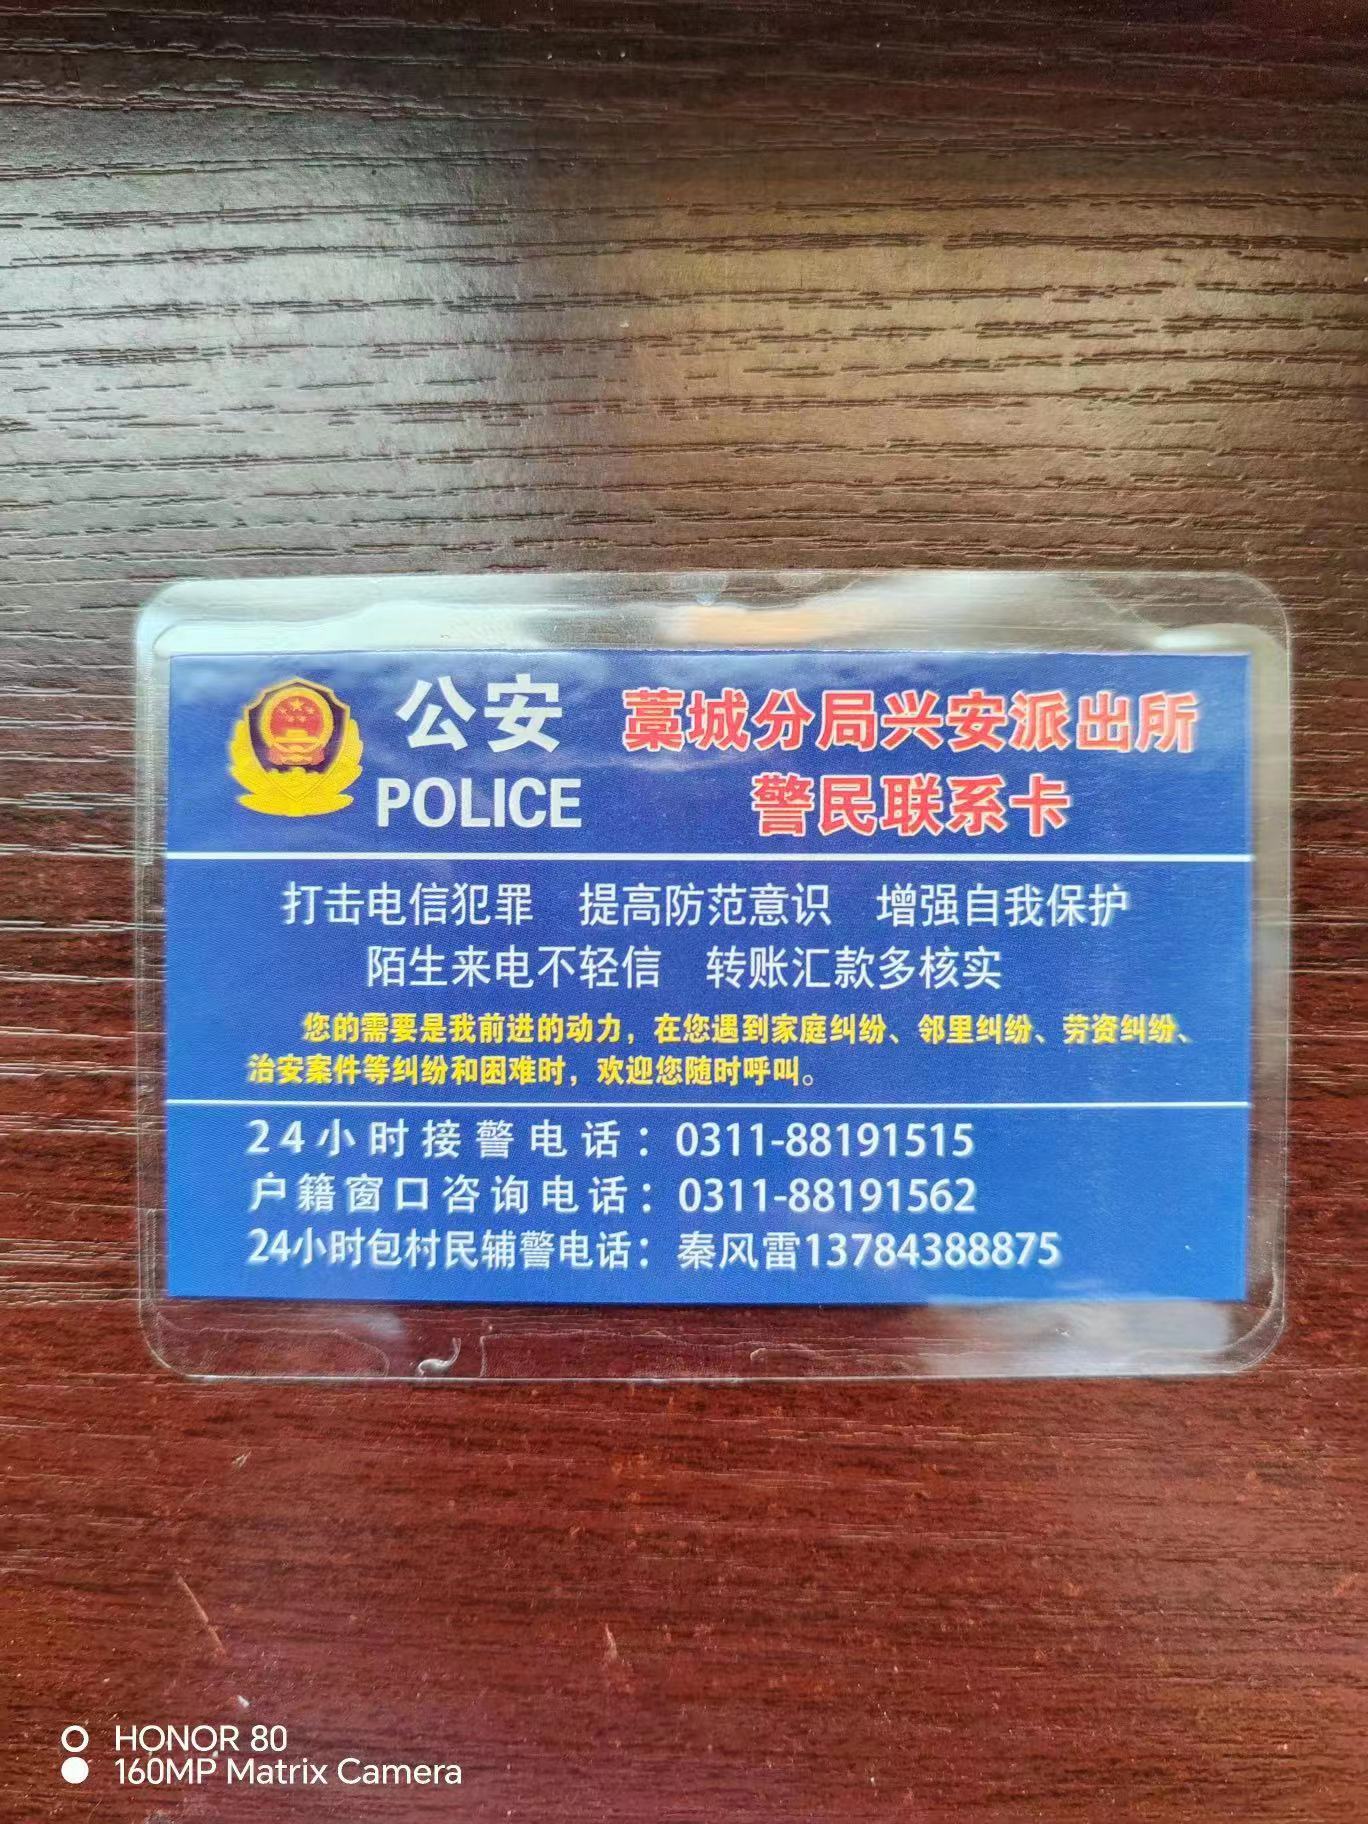 公安 藁城分局兴安派出所
POLICE 警民联系卡
打击电信犯罪 提高防范意识 增强自我保护
陌生来电不轻信 转账汇款多核实
您的需要是我前进的动力，在您遇到家庭纠纷、邻里纠纷、劳资纠纷、
治安案件等纠纷和困难时，欢迎您随时呼叫。
24小时接警电话：0311-88191515
户籍窗口咨询电话：0311-88191562
24小时包村民辅警电话：秦风雷13784388875
HONOR 80
160MP Matrix Camera